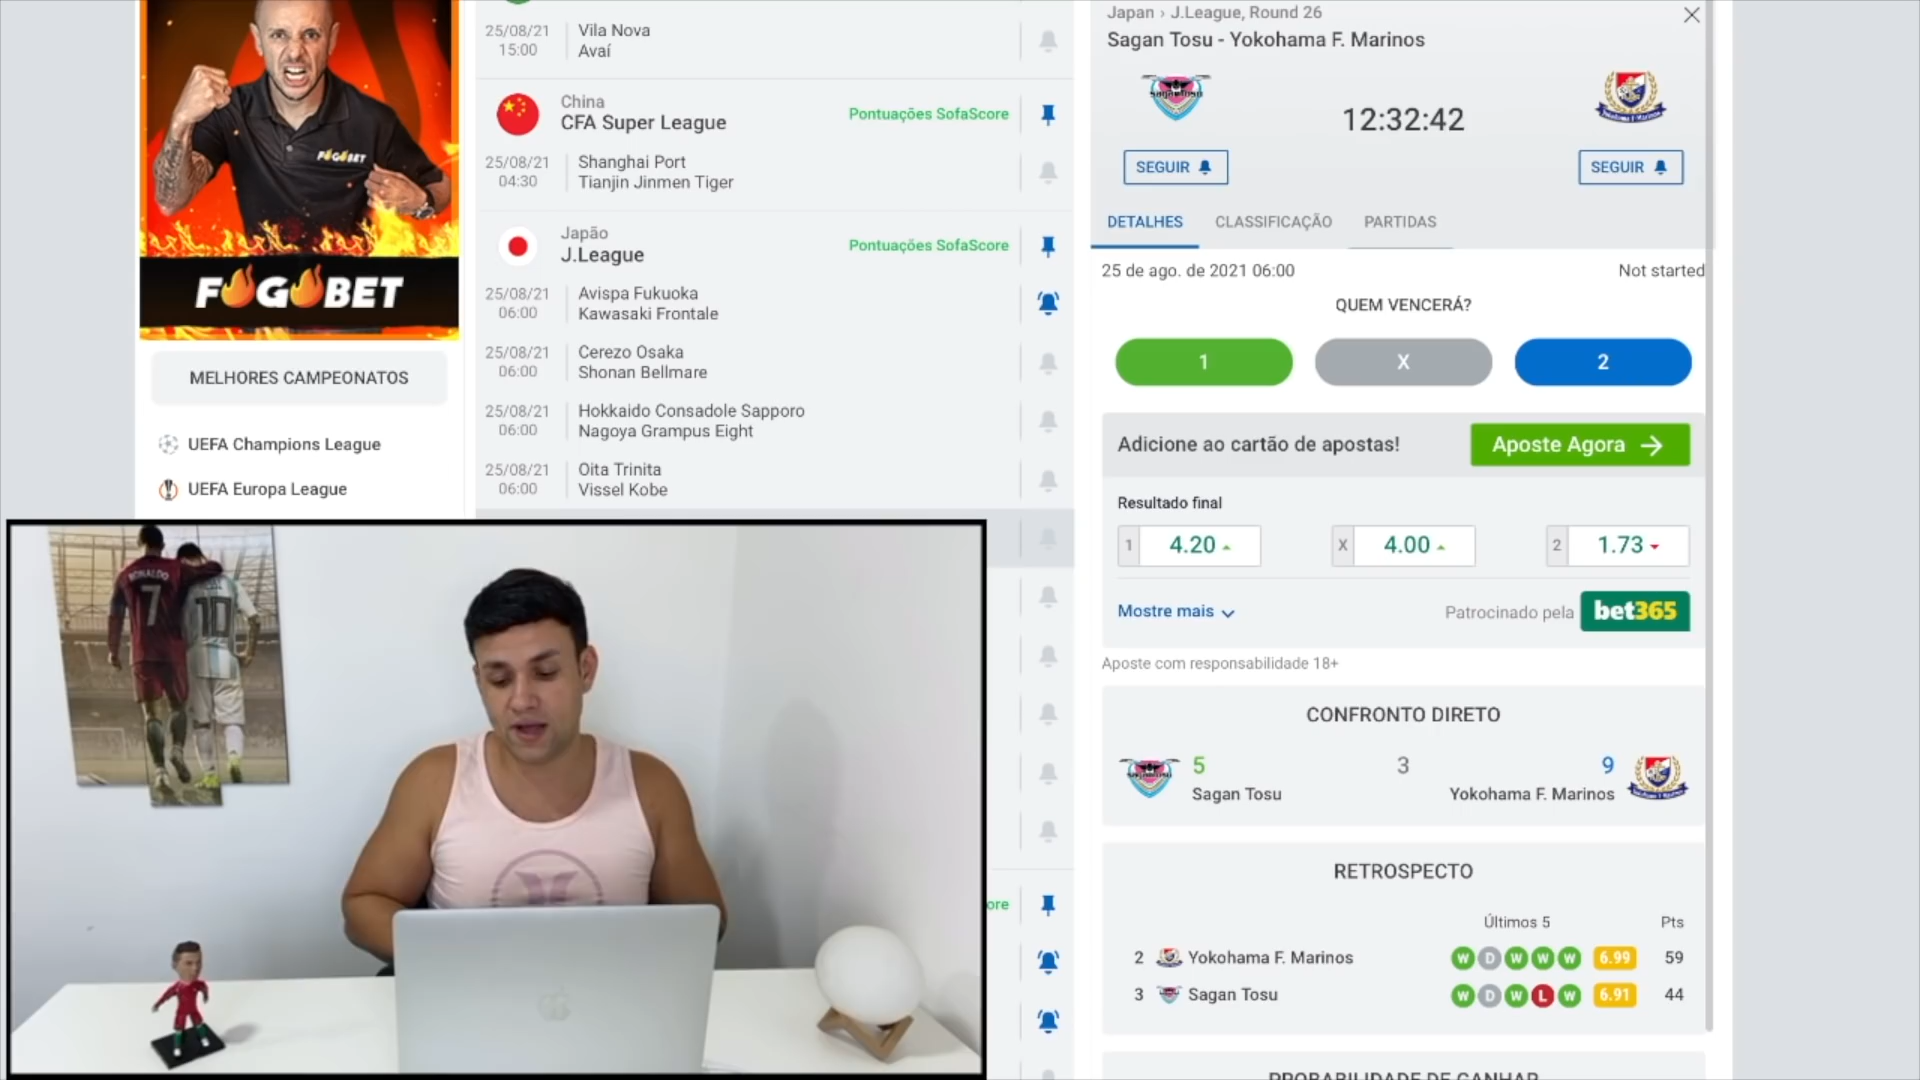 FOGOBET
FOGOBET
MELHORES CAMPEONATOS
UEFA Champions League
UEFA Europa League
25/08/21
15:00
Vila Nova
Avaí
China
CFA Super League
Pontuações SofaScore
25/08/21
04:30
Shanghai Port
Tianjin Jinmen Tiger
Japão
J.League
Pontuações SofaScore
25/08/21
06:00
Avispa Fukuoka
Kawasaki Frontale
25/08/21
06:00
Cerezo Osaka
Shonan Bellmare
25/08/21
06:00
Hokkaido Consadole Sapporo
Nagoya Grampus Eight
25/08/21
06:00
Oita Trinita
Vissel Kobe
ore
RONALDO
7
10
Japan › J.League, Round 26
Sagan Tosu - Yokohama F. Marinos
12:32:42
SEGUIR
SEGUIR
DETALHES CLASSIFICAÇÃO PARTIDAS
25 de ago. de 2021 06:00 Not started
QUEM VENCERÁ?
1 X 2
Adicione ao cartão de apostas! Aposte Agora
Resultado final
1 4.20 X 4.00 2 1.73
Mostre mais Patrocinado pela bet365
Aposte com responsabilidade 18+
CONFRONTO DIRETO
5 3 9
Sagan Tosu Yokohama F. Marinos
RETROSPECTO
Últimos 5 Pts
2 Yokohama F. Marinos W D W W W 6.99 59
3 Sagan Tosu W D W L W 6.91 44
PROBABILIDADE DE GANHAR